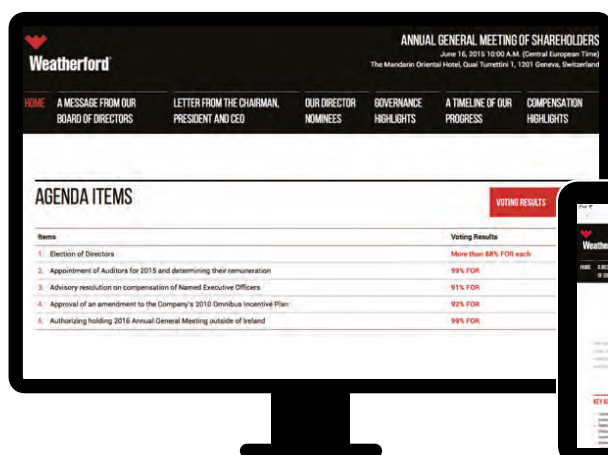 Weatherford
ANNUAL GENERAL MEETING OF SHAREHOLDERS
June 16, 2015 10:00 A.M. (Central European Time)
The Mandarin Oriental Hotel, Quai Turrettini 1, 1201 Geneva, Switzerland
HOME
A MESSAGE FROM OUR
BOARD OF DIRECTORS
LETTER FROM THE CHAIRMAN,
PRESIDENT AND CEO
OUR DIRECTOR
NOMINEES
GOVERNANCE
HIGHLIGHTS
A TIMELINE OF OUR
PROGRESS
COMPENSATION
HIGHLIGHTS
AGENDA ITEMS
VOTING RESULTS
Items Voting Results
1. Election of Directors More than 88% FOR each
2. Appointment of Auditors for 2015 and determining their remuneration 99% FOR
3. Advisory resolution on compensation of Named Executive Officers 91% FOR
4. Approval of an amendment to the Company's 2010 Omnibus Incentive Plan 92% FOR
5. Authorizing holding 2016 Annual General Meeting outside of Ireland 99% FOR
iPad
Weathe
HOME